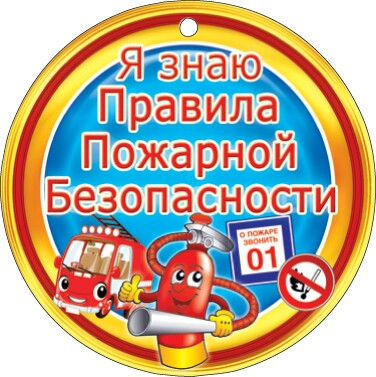 Я знаю
Правила
Пожарной
Безопасности
О ПОЖАРЕ
ЗВОНИТЬ
01